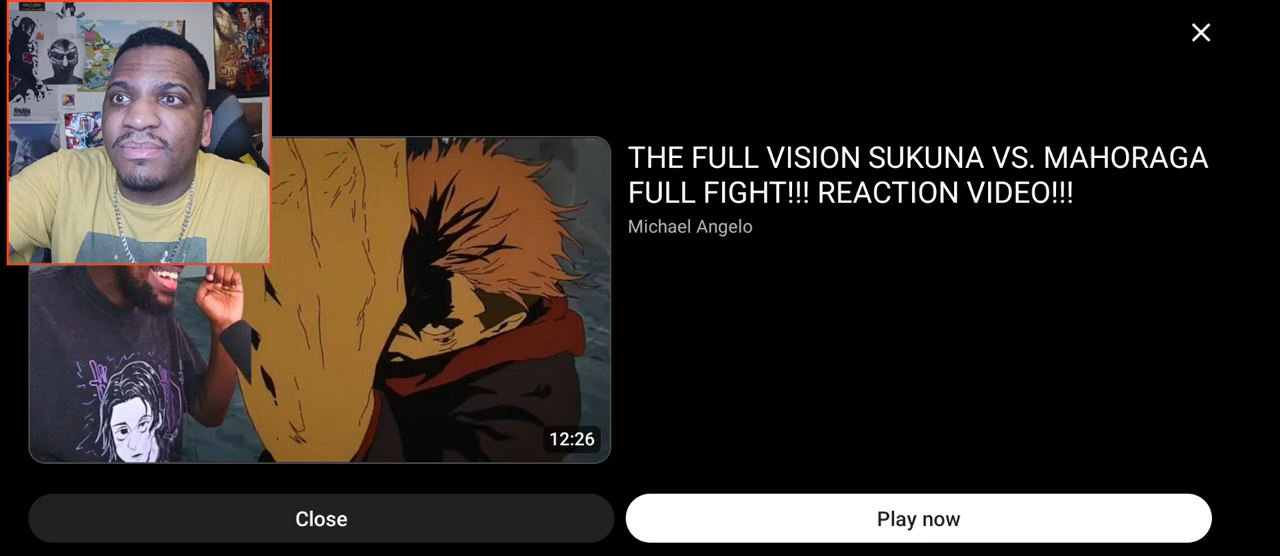 THE FULL VISION SUKUNA VS. MAHORAGA
FULL FIGHT!!! REACTION VIDEO!!!
Michael Angelo
12:26
Close
Play now